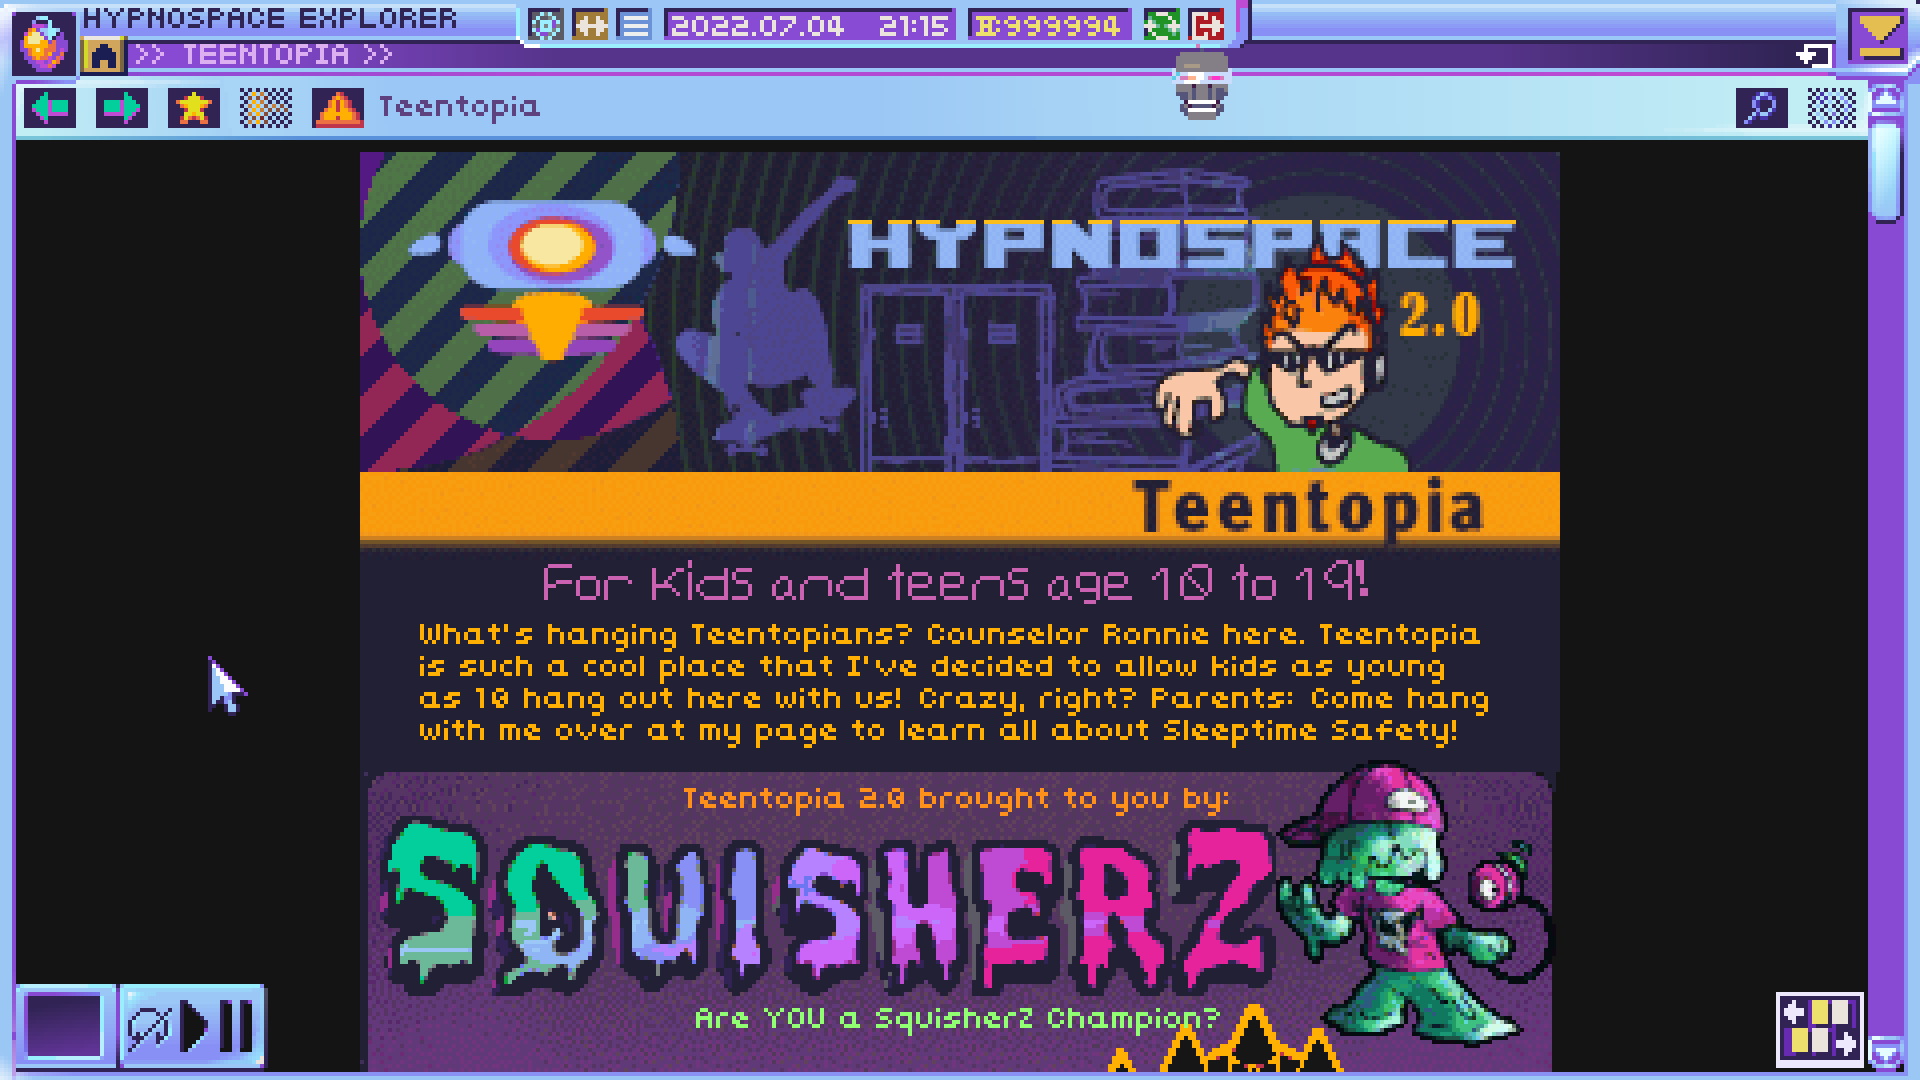 HYPNOSPACE EXPLORER
2022.07.04 21:15
999994
>> TEENTOPIA >>
Teentopia
HYPNOSPACE
2.0
Teentopia
For kids and teens age 10 to 19!
What's hanging Teentopians? Counselor Ronnie here. Teentopia
is such a cool place that I've decided to allow kids as young
as 10 hang out here with us! Crazy, right? Parents: Come hang
with me over at my page to learn all about Sleeptime Safety!
Teentopia 2.0 brought to you by:
SQUISHERZ
Are YOU a SquisherZ Champion?